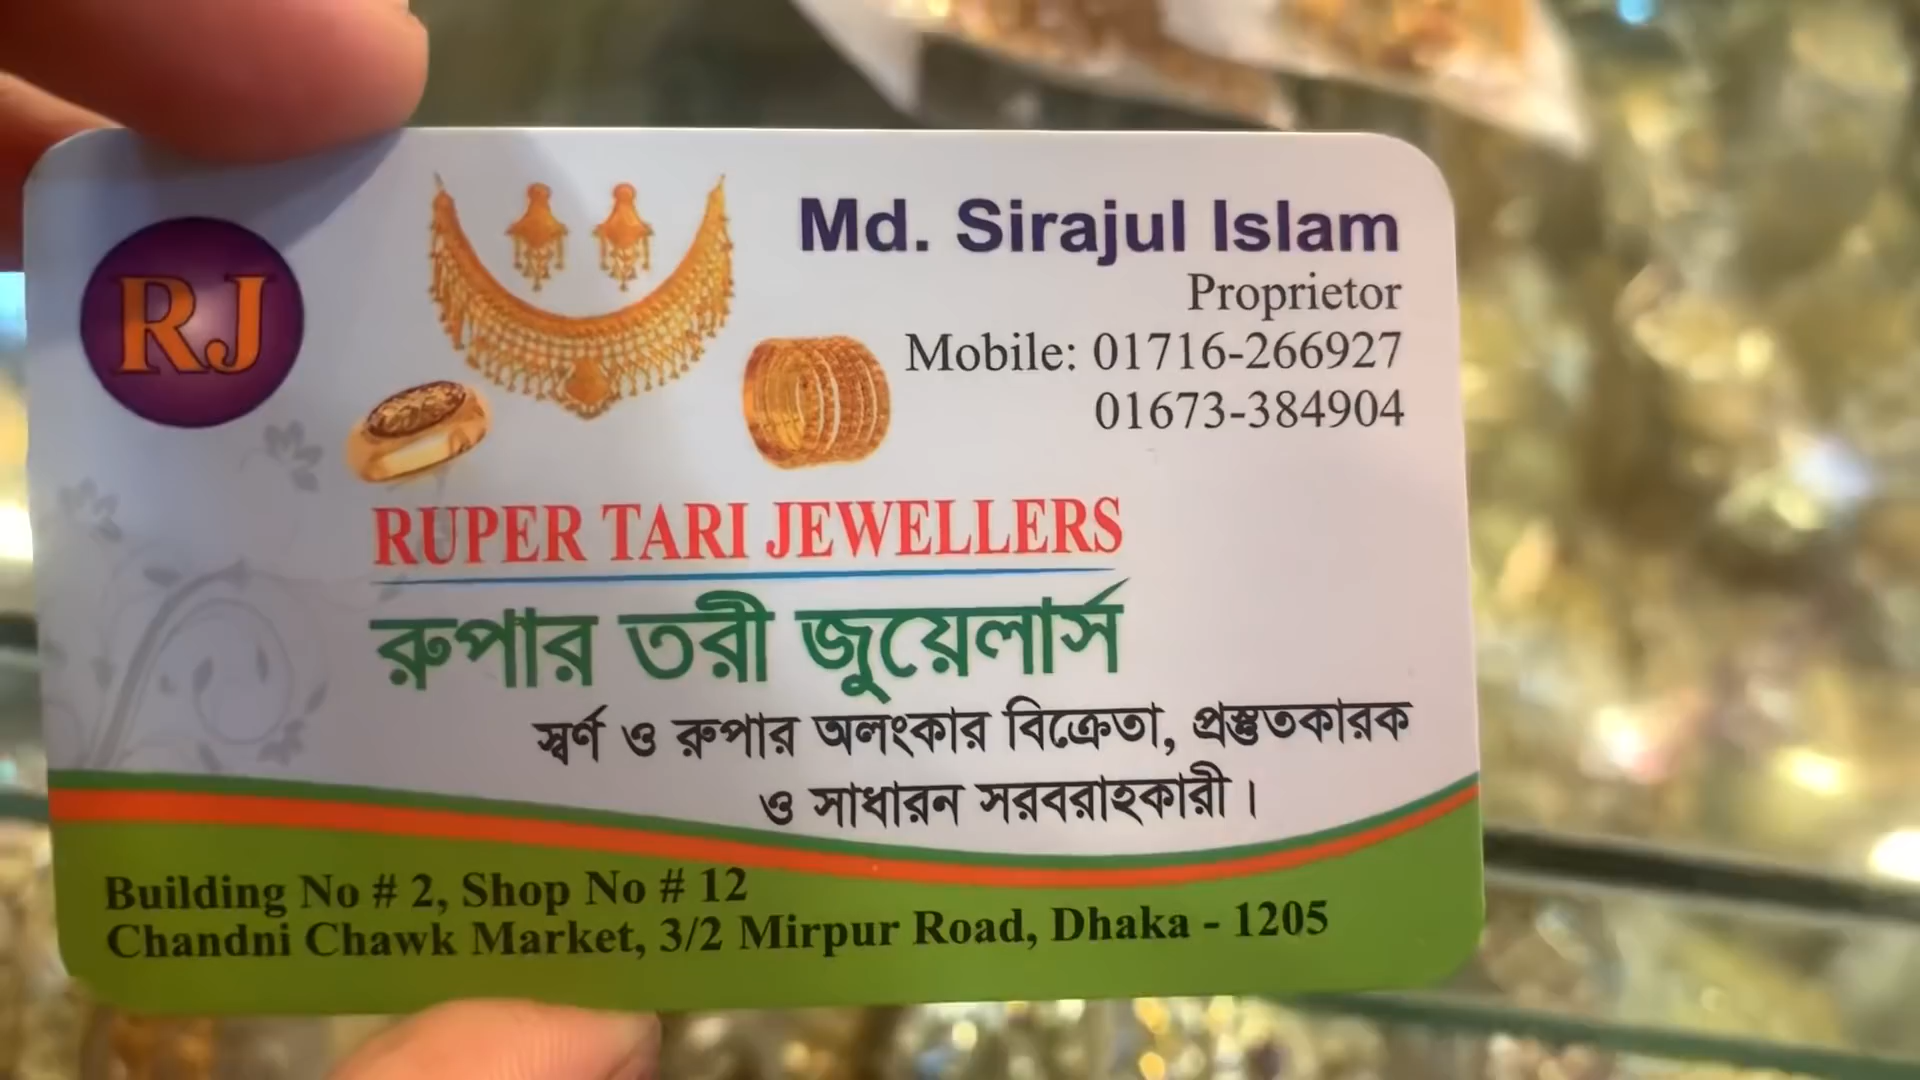 RJ
Md. Sirajul Islam
Proprietor
Mobile: 01716-266927
01673-384904
RUPER TARI JEWELLERS
রুপার তরী জুয়েলার্স
স্বর্ণ ও রুপার অলংকার বিক্রেতা, প্রস্তুতকারক
ও সাধারন সরবরাহকারী।
Building No # 2, Shop No # 12
Chandni Chawk Market, 3/2 Mirpur Road, Dhaka - 1205